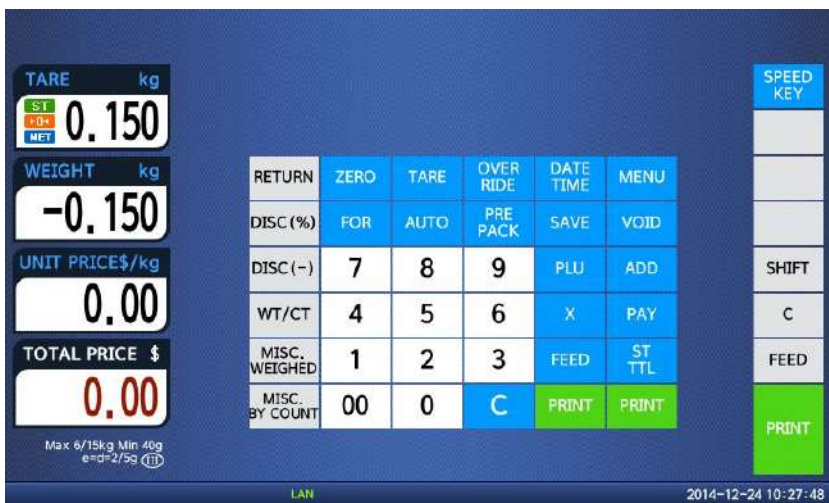 TARE kg
ST
→0←
NET
0.150
WEIGHT kg
-0.150
UNIT PRICE$/kg
0.00
TOTAL PRICE $
0.00
Max 6/15kg Min 40g
e=d=2/5g III
RETURN ZERO TARE OVER RIDE DATE TIME MENU
DISC(%) FOR AUTO PRE PACK SAVE VOID
DISC(-) 7 8 9 PLU ADD
WT/CT 4 5 6 X PAY
MISC. WEIGHED 1 2 3 FEED ST TTL
MISC. BY COUNT 00 0 C PRINT PRINT
SPEED
KEY
SHIFT
C
FEED
PRINT
LAN
2014-12-24 10:27:48